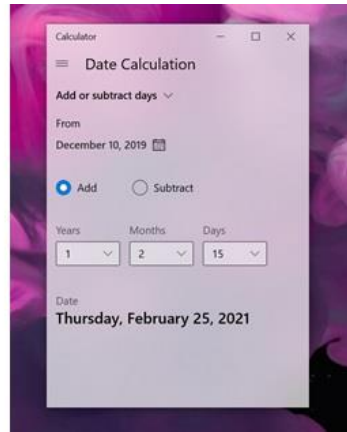 Calculator
Date Calculation
Add or subtract days
From
December 10, 2019
Add Subtract
Years Months Days
1 2 15
Date
Thursday, February 25, 2021